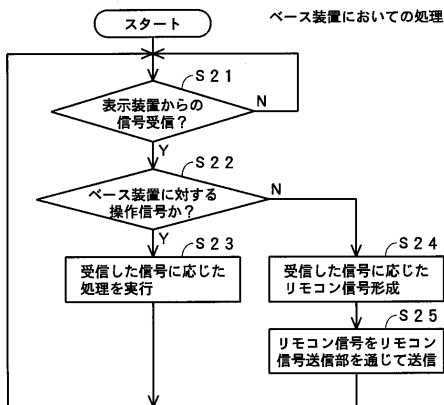 ベース装置においての処理
スタート
S21
表示装置からの
信号受信?
N
Y
S22
ベース装置に対する
操作信号か?
N
Y
S23
受信した信号に応じた
処理を実行
S24
受信した信号に応じた
リモコン信号形成
S25
リモコン信号をリモコン
信号送信部を通じて送信